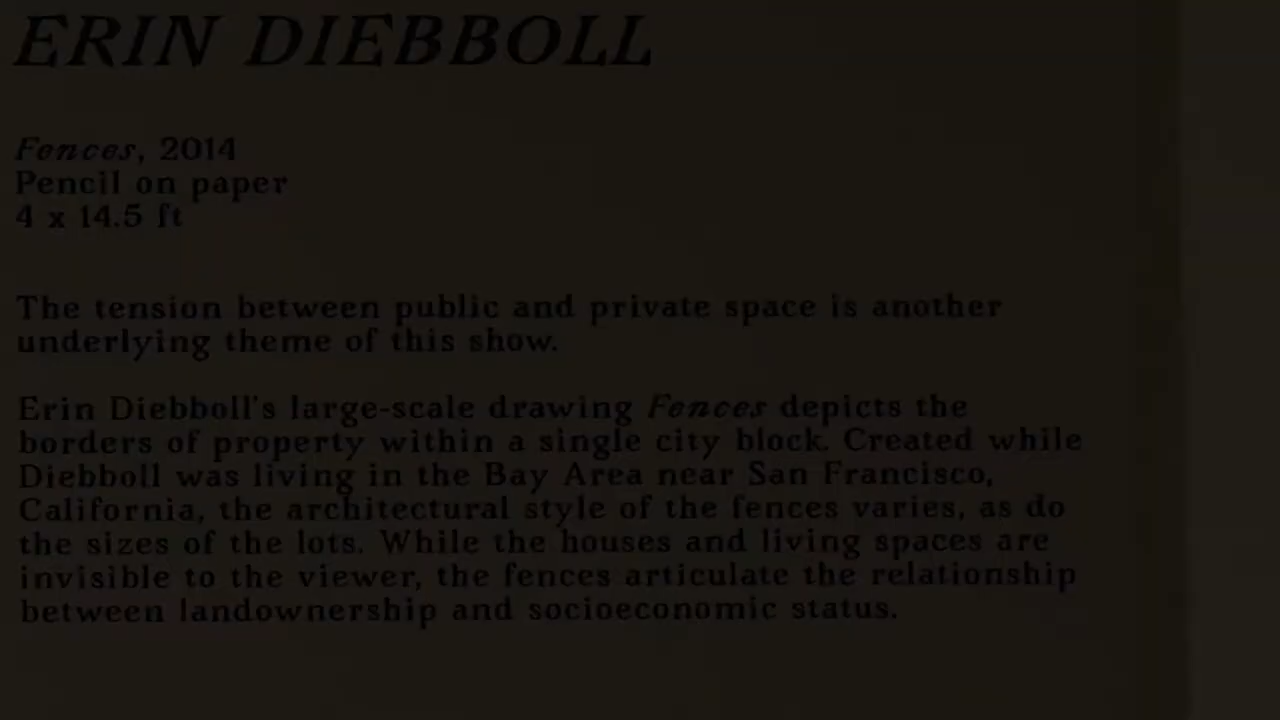 ERIN DIEBBOLL
Fences, 2014
Pencil on paper
4 x 14.5 ft
The tension between public and private space is another
underlying theme of this show.
Erin Diebboll's large-scale drawing Fences depicts the
borders of property within a single city block. Created while
Diebboll was living in the Bay Area near San Francisco,
California, the architectural style of the fences varies, as do
the sizes of the lots. While the houses and living spaces are
invisible to the viewer, the fences articulate the relationship
between landownership and socioeconomic status.